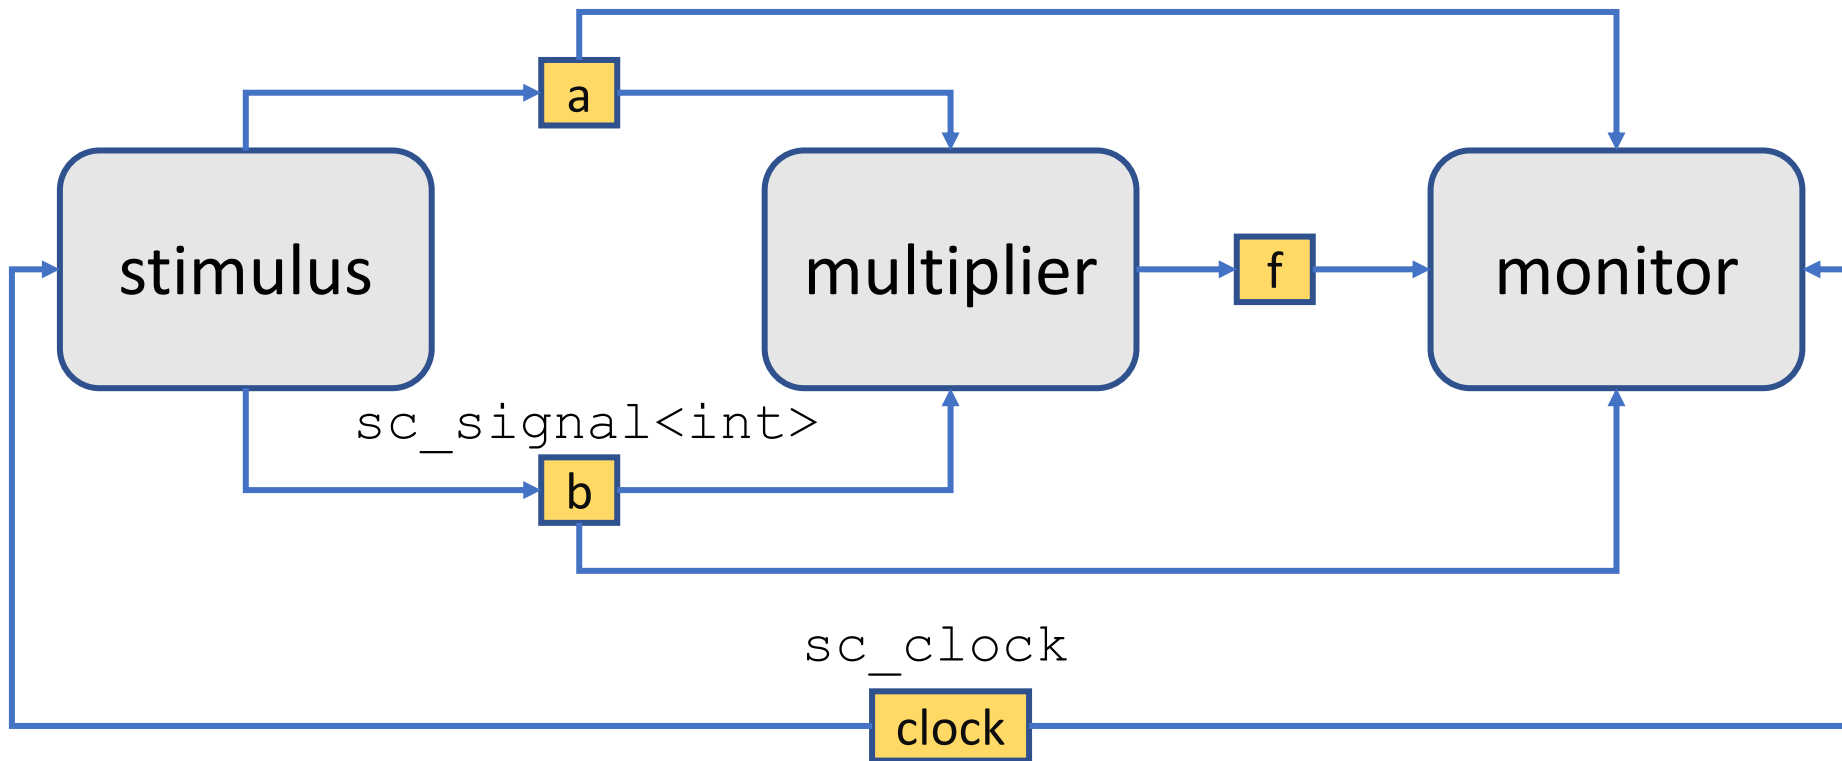 a
stimulus
multiplier
f
monitor
sc_signal<int>
b
sc_clock
clock